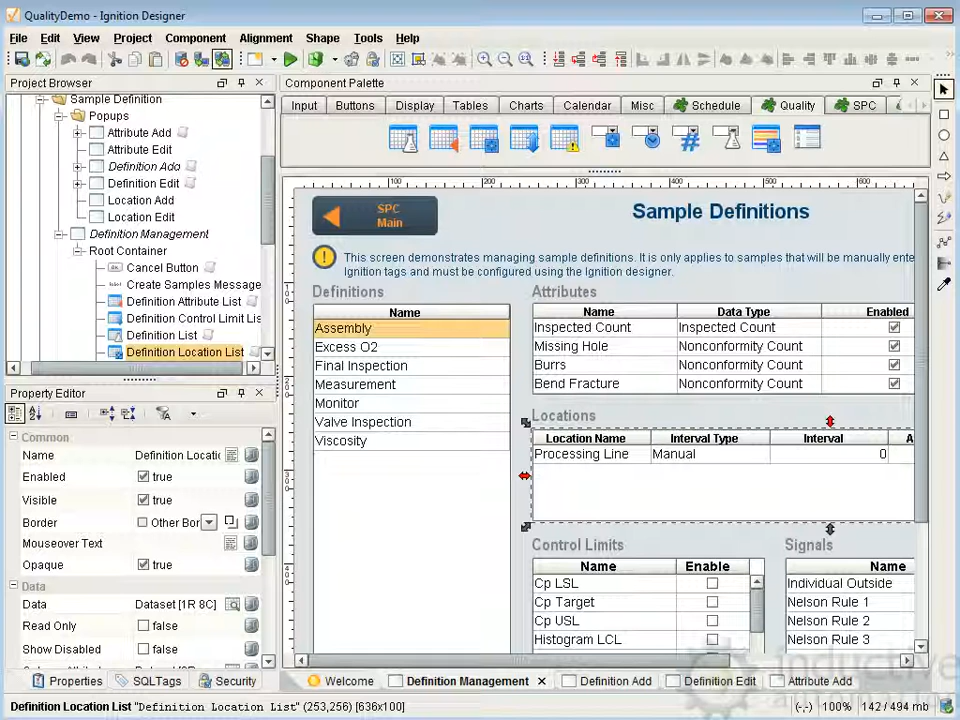 QualityDemo - Ignition Designer
File Edit View Project Component Alignment Shape Tools Help
Project Browser
Component Palette
Sample Definition
Popups
Attribute Add
Attribute Edit
Definition Add
Definition Edit
Location Add
Location Edit
Definition Management
Root Container
Cancel Button
Create Samples Message
Definition Attribute List
Definition Control Limit Li
Definition List
Definition Location List
Input Buttons Display Tables Charts Calendar Misc Schedule Quality SPC
100 200 300 400 500 600
SPC
Main
Sample Definitions
This screen demonstrates managing sample definitions. It is only applies to samples that will be manually ente
Ignition tags and must be configured using the Ignition designer.
Definitions
Name
Assembly
Excess O2
Final Inspection
Measurement
Monitor
Valve Inspection
Viscosity
Attributes
Name Data Type Enabled
Inspected Count Inspected Count
Missing Hole Nonconformity Count
Burrs Nonconformity Count
Bend Fracture Nonconformity Count
Locations
Location Name Interval Type Interval A
Processing Line Manual 0
Control Limits
Name Enable
Cp LSL
Cp Target
Cp USL
Histogram LCL
Signals
Name
Individual Outside
Nelson Rule 1
Nelson Rule 2
Nelson Rule 3
Property Editor
Common
Name Definition Locatio
Enabled true
Visible true
Border Other Bor
Mouseover Text
Opaque true
Data
Data Dataset [1R 8C]
Read Only false
Show Disabled false
Properties SQLTags Security
Welcome Definition Management Definition Add Definition Edit Attribute Add
inductive
automation
Definition Location List "Definition Location List" (253,256) [636x100]
(-,-) 100% 142 / 494 mb